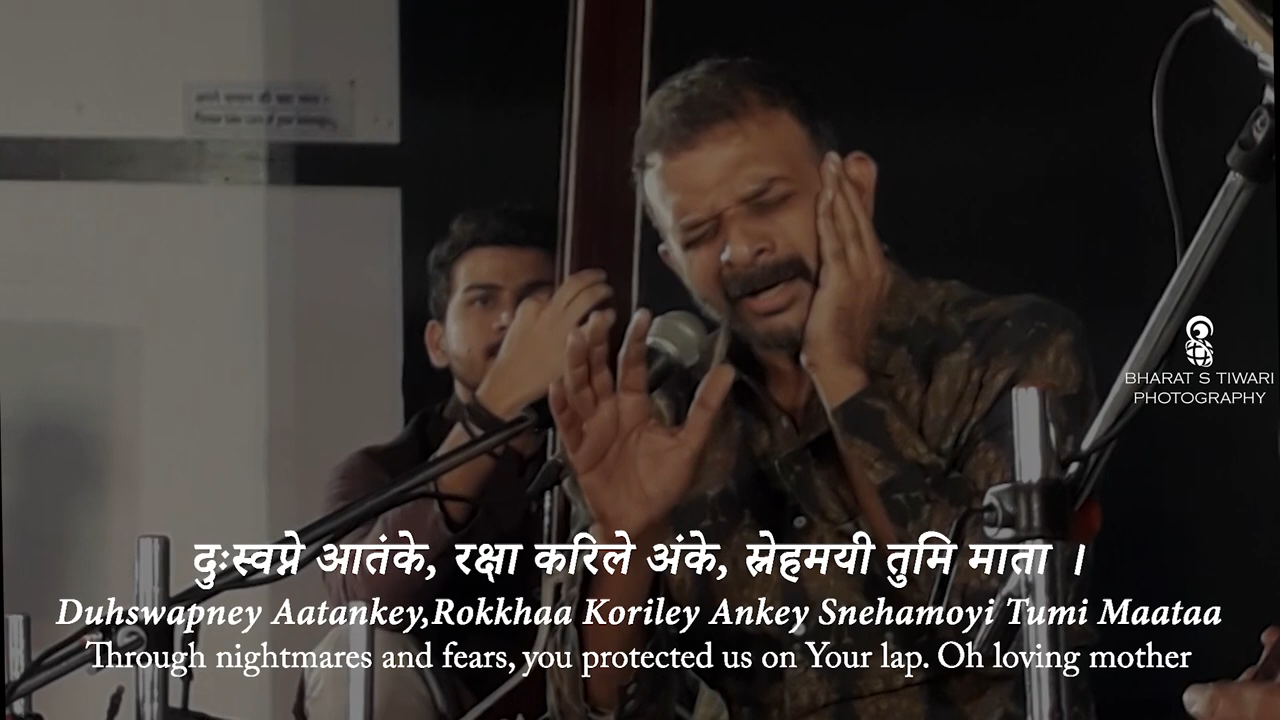 BHARAT S TIWARI
PHOTOGRAPHY
दुःस्वप्ने आतंके, रक्षा करिले अंके, स्नेहमयी तुमि माता ।
Duhswapney Aatankey,Rokkhaa Koriley Ankey Snehamoyi Tumi Maataa
Through nightmares and fears, you protected us on Your lap. Oh loving mother